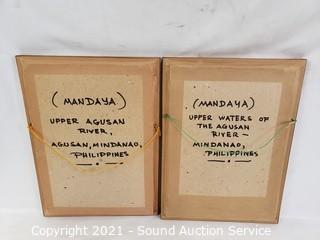 (MANDAYA)
UPPER AGUSAN
RIVER,
AGUSAN, MINDANAO,
PHILIPPINES
(MANDAYA)
UPPER WATERS OF
THE AGUSAN
RIVER —
MINDANAO,
PHILIPPINES
Copyright 2021 - Sound Auction Service